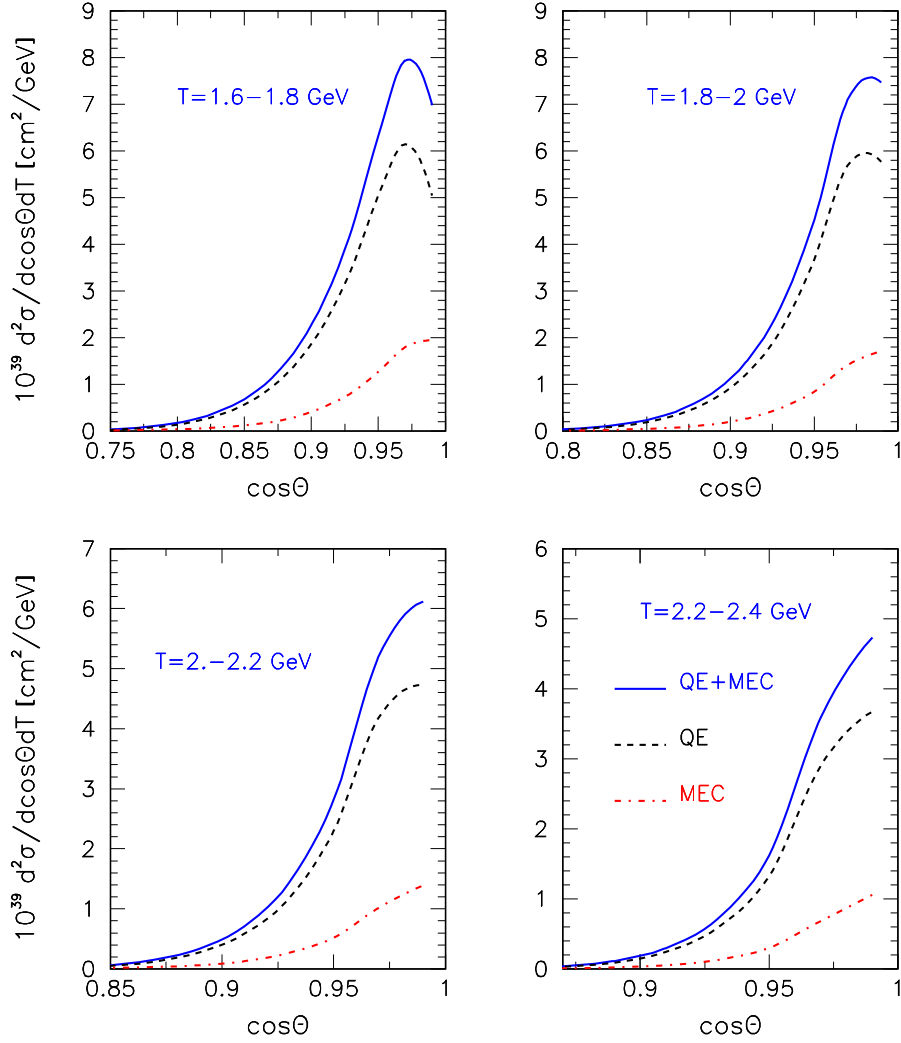 10³⁹ d²σ/dcosΘdT [cm²/GeV]
9
8
7
6
5
4
3
2
1
0
T=1.6−1.8 GeV
0.75 0.8 0.85 0.9 0.95 1
cosΘ
9
8
7
6
5
4
3
2
1
0
T=1.8−2 GeV
0.8 0.85 0.9 0.95 1
cosΘ
10³⁹ d²σ/dcosΘdT [cm²/GeV]
7
6
5
4
3
2
1
0
T=2.−2.2 GeV
0.85 0.9 0.95 1
cosΘ
6
5
4
3
2
1
0
T=2.2−2.4 GeV
QE+MEC
QE
MEC
0.9 0.95 1
cosΘ